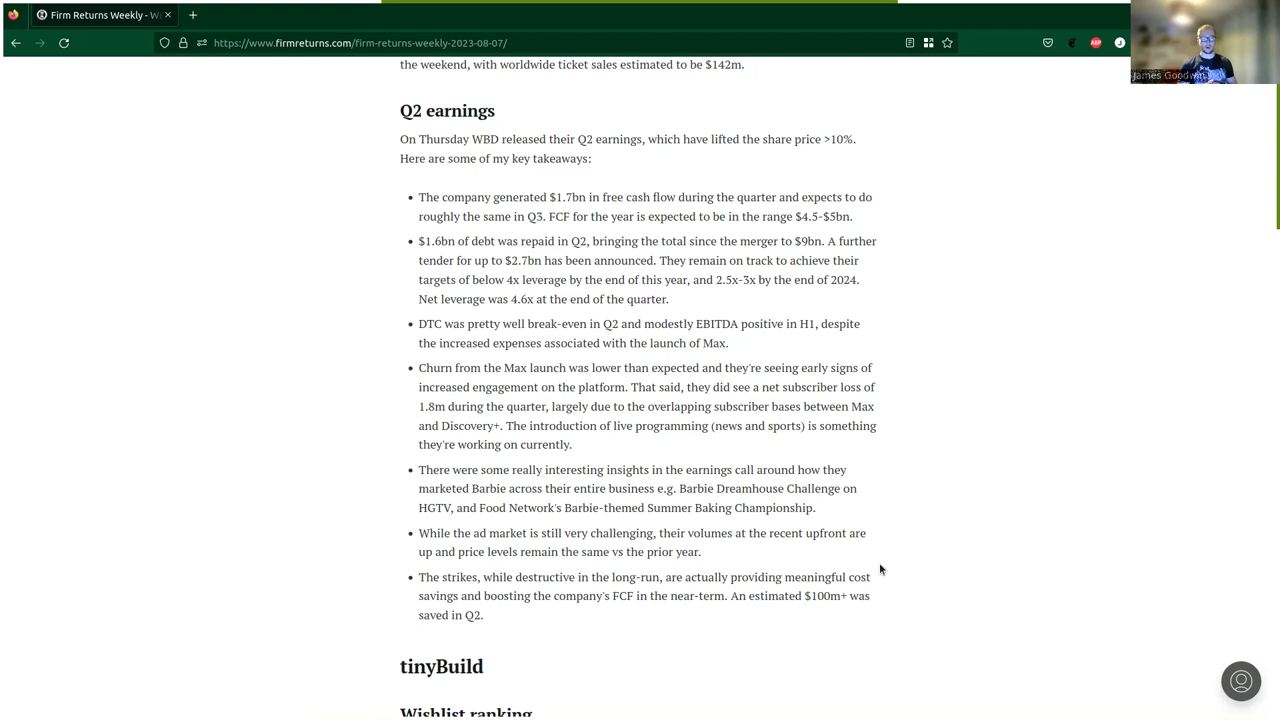 Firm Returns Weekly - W
https://www.firmreturns.com/firm-returns-weekly-2023-08-07/
ABP
J
James Goodwin
the weekend, with worldwide ticket sales estimated to be $142m.
Q2 earnings
On Thursday WBD released their Q2 earnings, which have lifted the share price >10%.
Here are some of my key takeaways:
• The company generated $1.7bn in free cash flow during the quarter and expects to do
roughly the same in Q3. FCF for the year is expected to be in the range $4.5-$5bn.
• $1.6bn of debt was repaid in Q2, bringing the total since the merger to $9bn. A further
tender for up to $2.7bn has been announced. They remain on track to achieve their
targets of below 4x leverage by the end of this year, and 2.5x-3x by the end of 2024.
Net leverage was 4.6x at the end of the quarter.
• DTC was pretty well break-even in Q2 and modestly EBITDA positive in H1, despite
the increased expenses associated with the launch of Max.
• Churn from the Max launch was lower than expected and they're seeing early signs of
increased engagement on the platform. That said, they did see a net subscriber loss of
1.8m during the quarter, largely due to the overlapping subscriber bases between Max
and Discovery+. The introduction of live programming (news and sports) is something
they're working on currently.
• There were some really interesting insights in the earnings call around how they
marketed Barbie across their entire business e.g. Barbie Dreamhouse Challenge on
HGTV, and Food Network's Barbie-themed Summer Baking Championship.
• While the ad market is still very challenging, their volumes at the recent upfront are
up and price levels remain the same vs the prior year.
• The strikes, while destructive in the long-run, are actually providing meaningful cost
savings and boosting the company's FCF in the near-term. An estimated $100m+ was
saved in Q2.
tinyBuild
Wishlist ranking